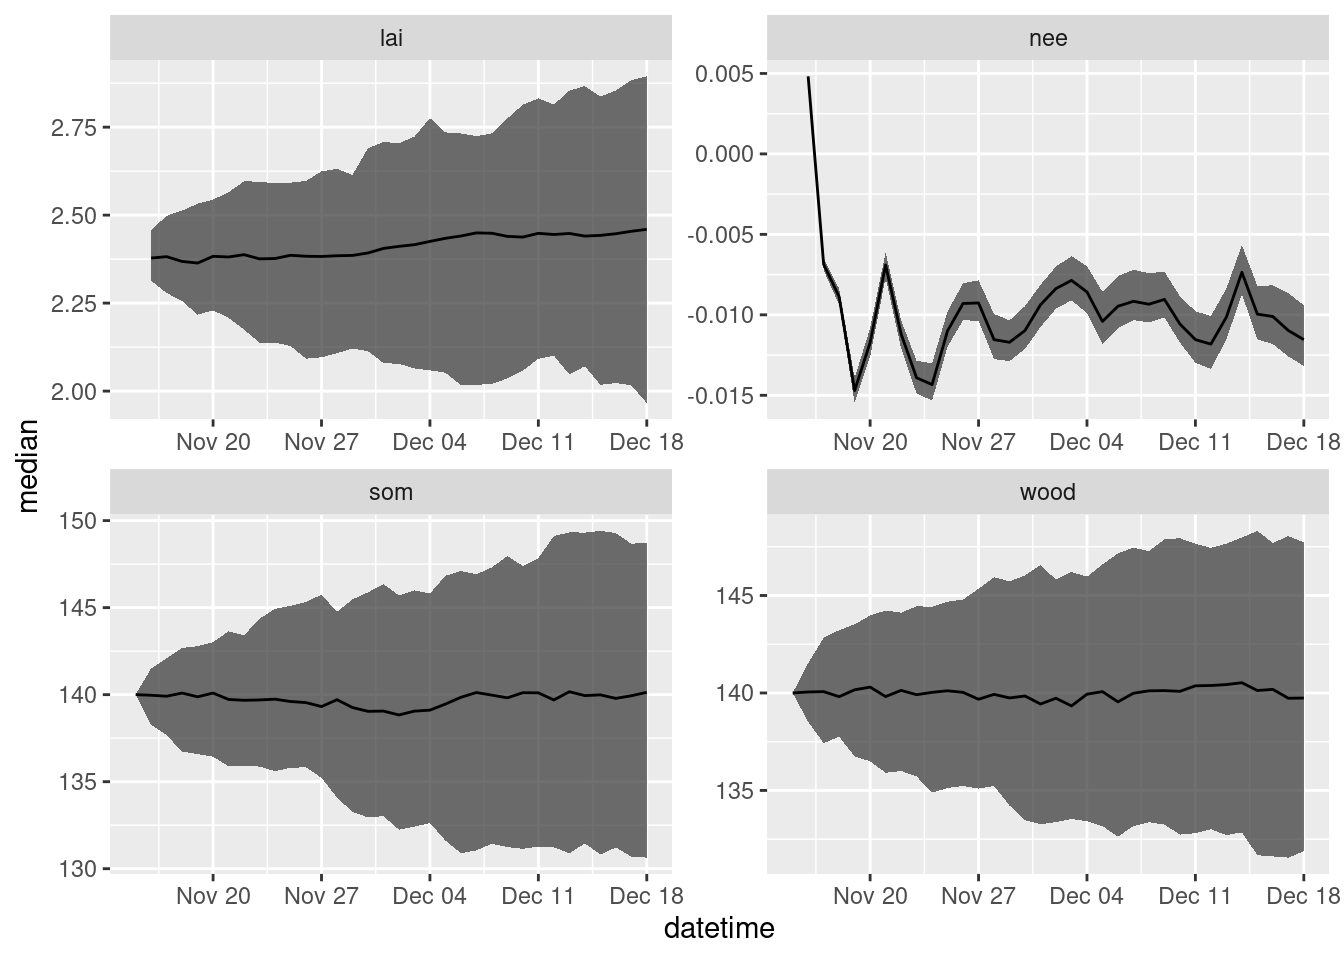 lai
nee
2.75
2.50
2.25
2.00
0.005
0.000
-0.005
-0.010
-0.015
Nov 20 Nov 27 Dec 04 Dec 11 Dec 18
Nov 20 Nov 27 Dec 04 Dec 11 Dec 18
median
som
wood
150
145
140
135
130
145
140
135
Nov 20 Nov 27 Dec 04 Dec 11 Dec 18
Nov 20 Nov 27 Dec 04 Dec 11 Dec 18
datetime